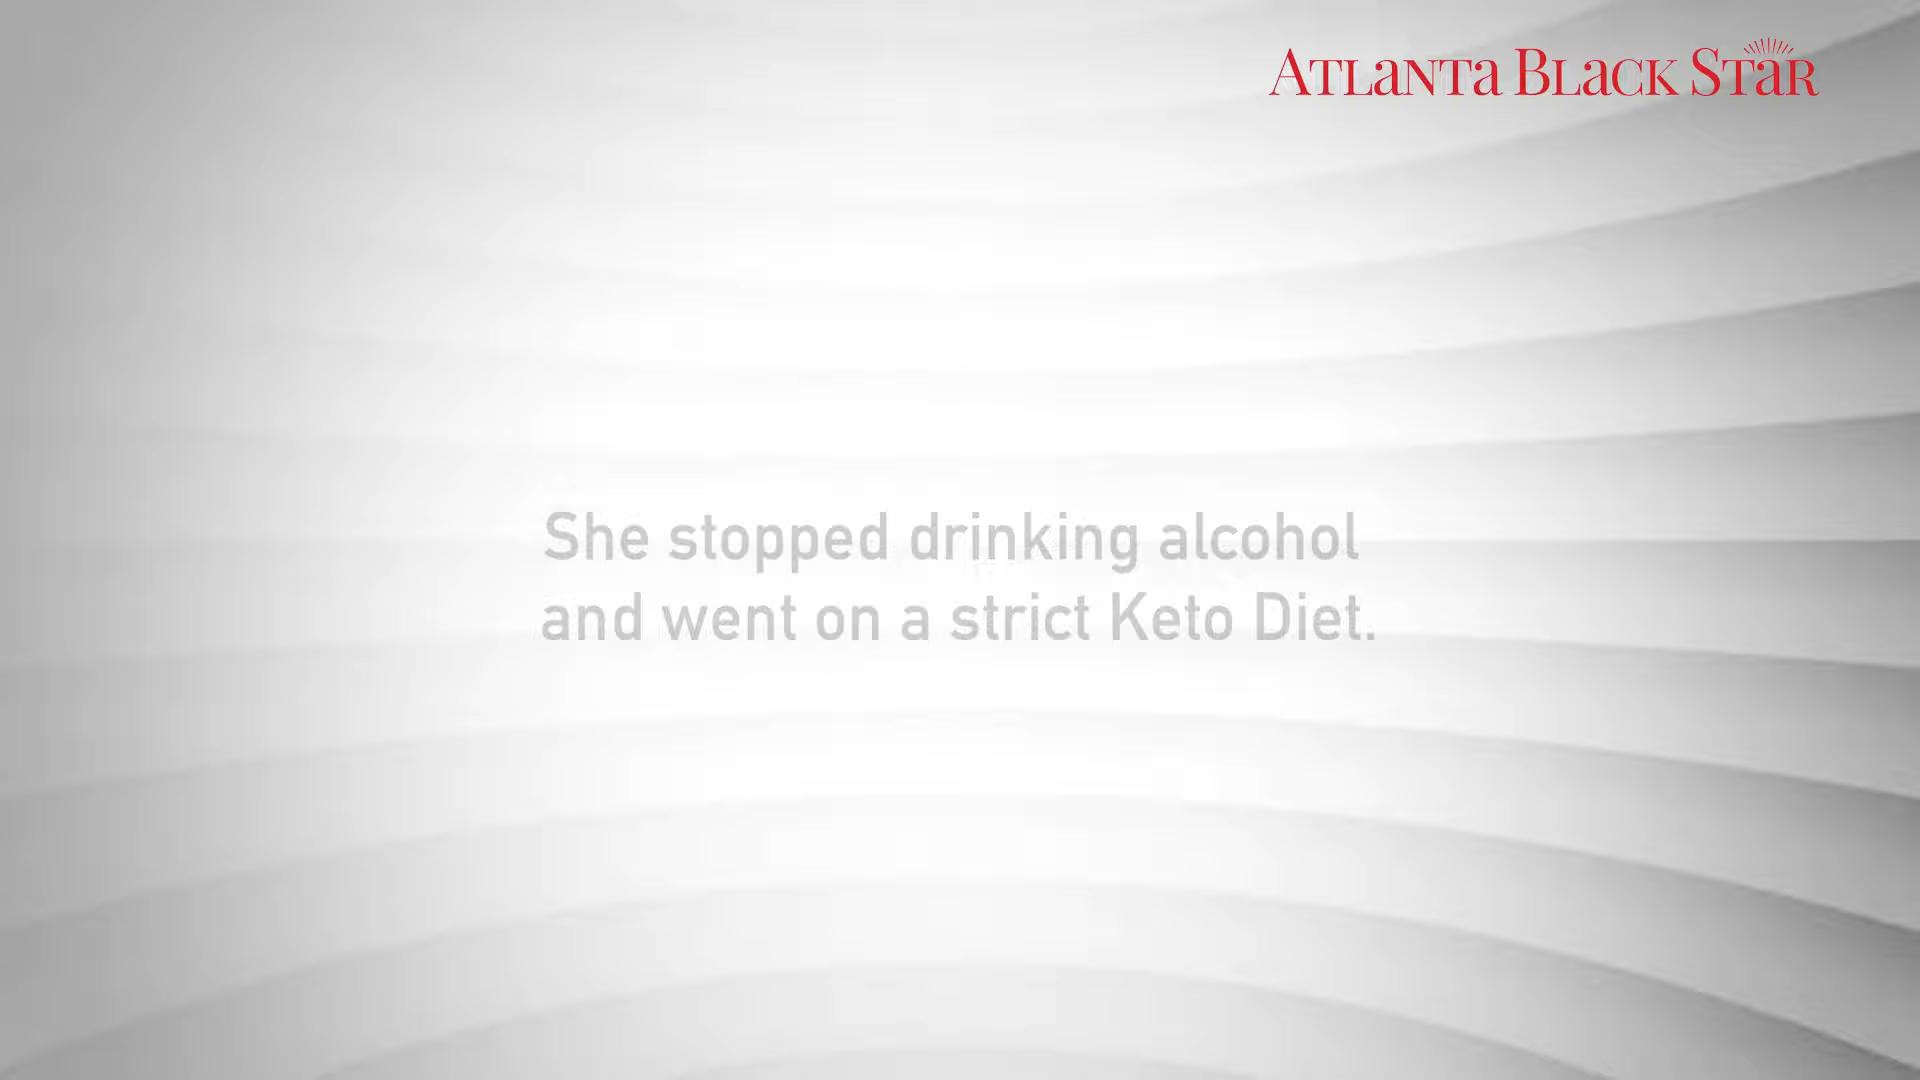 ATLANTA BLACK STAR
She stopped drinking alcohol
and went on a strict Keto Diet.